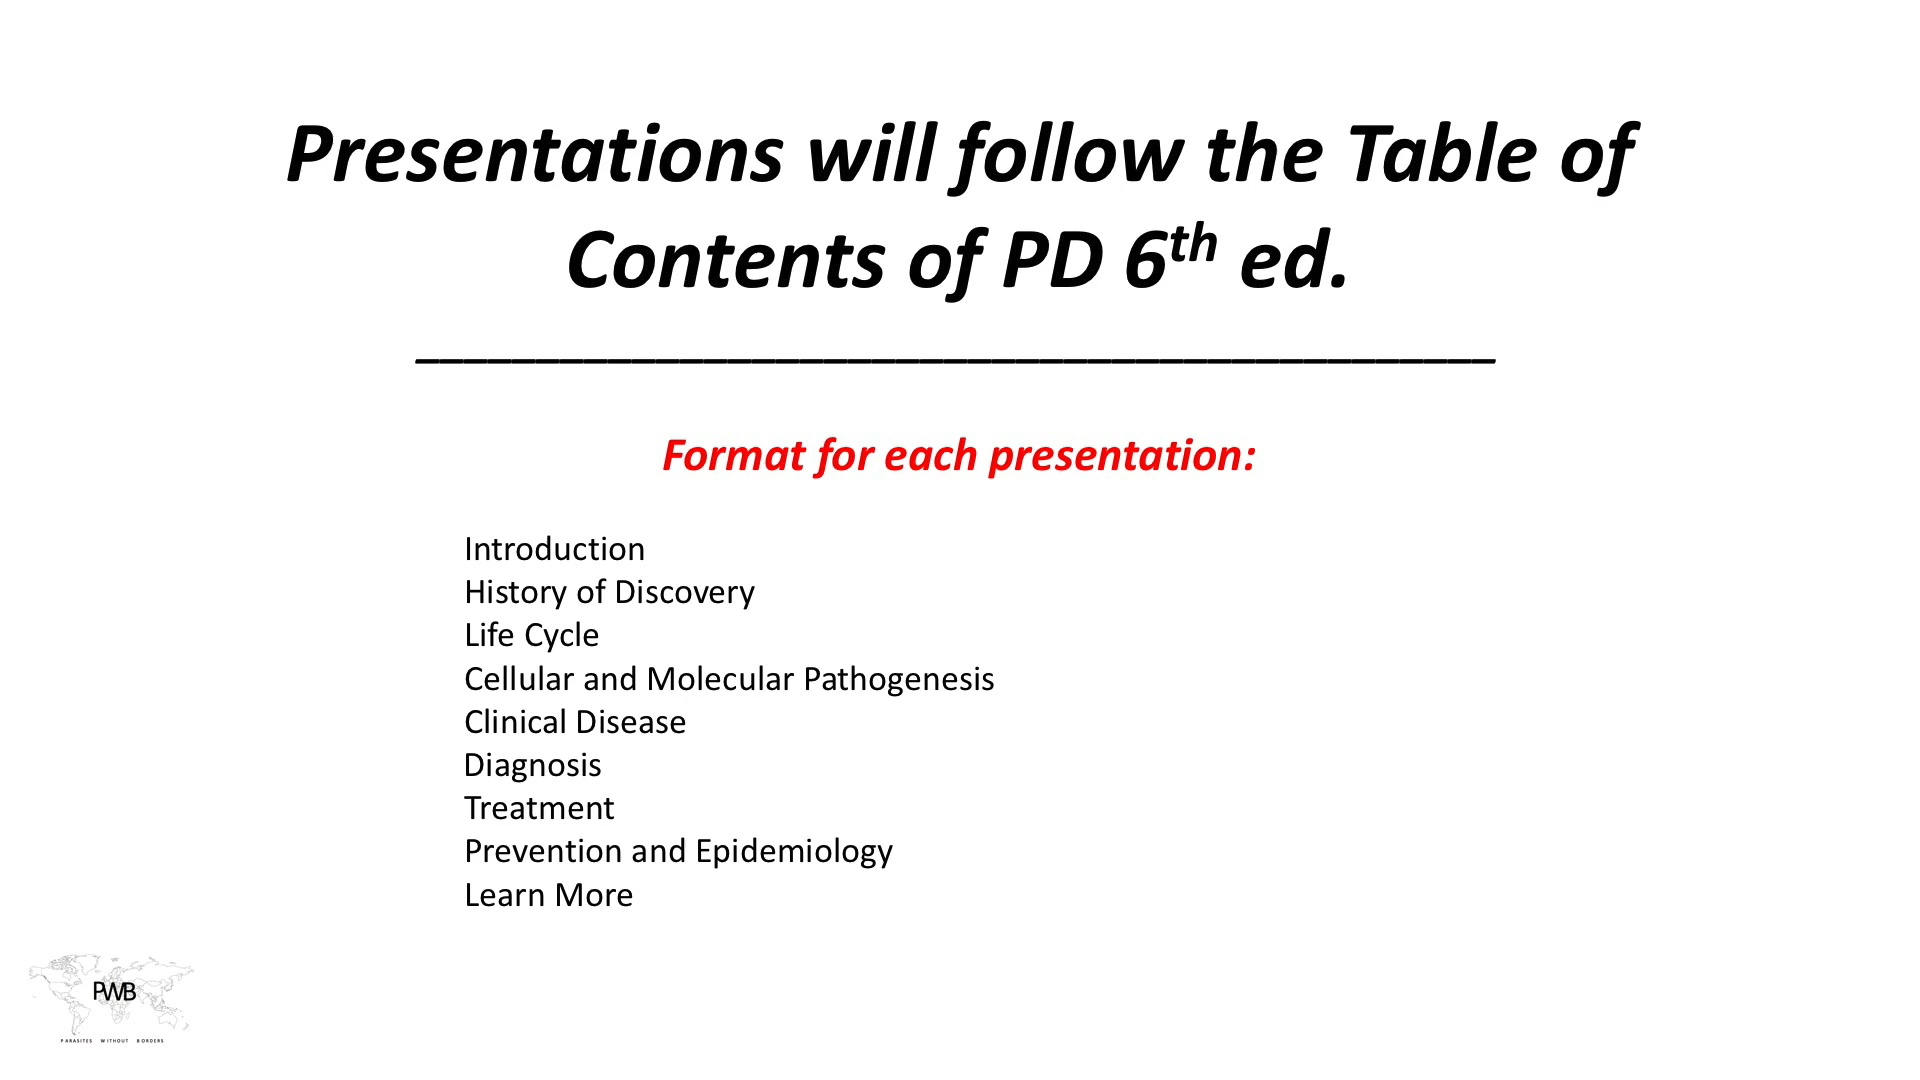 Presentations will follow the Table of
Contents of PD 6th ed.
Format for each presentation:
Introduction
History of Discovery
Life Cycle
Cellular and Molecular Pathogenesis
Clinical Disease
Diagnosis
Treatment
Prevention and Epidemiology
Learn More
PWB
PARASITES WITHOUT BORDERS